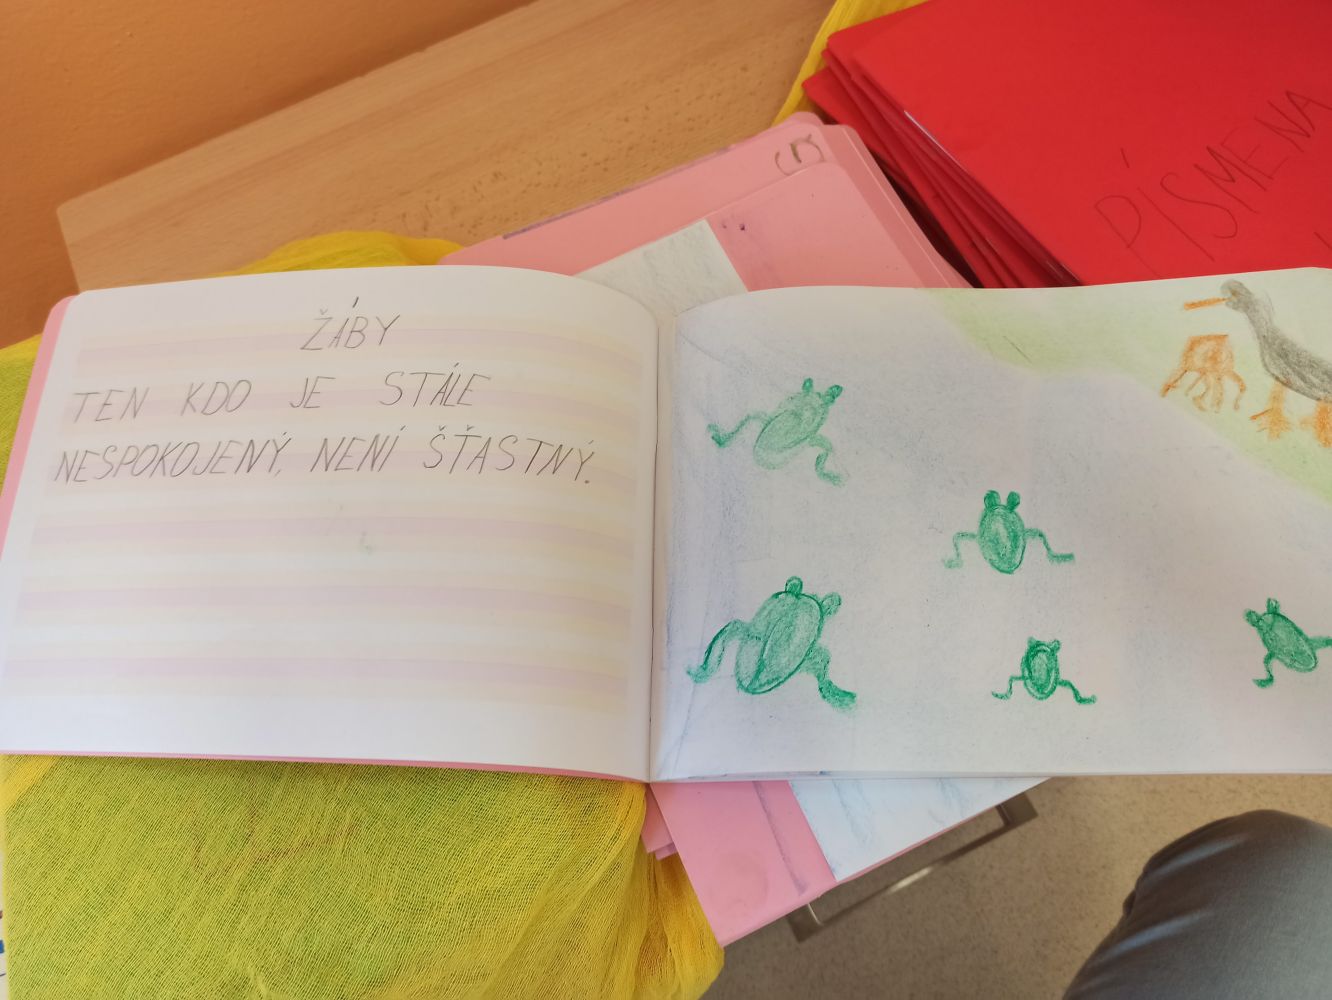 ŽÁBY
TEN KDO JE STÁLE
NESPOKOJENÝ, NENÍ ŠŤASTNÝ.
PÍSMENA